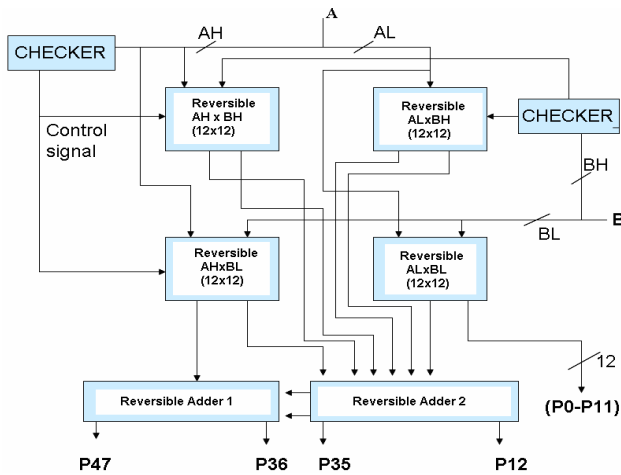 A
AH
AL
CHECKER
Reversible
AH x BH
(12x12)
Reversible
ALxBH
(12x12)
CHECKER
Control
signal
BH
B
BL
Reversible
AHxBL
(12x12)
Reversible
ALxBL
(12x12)
12
Reversible Adder 1
Reversible Adder 2
(P0-P11)
P47
P36
P35
P12